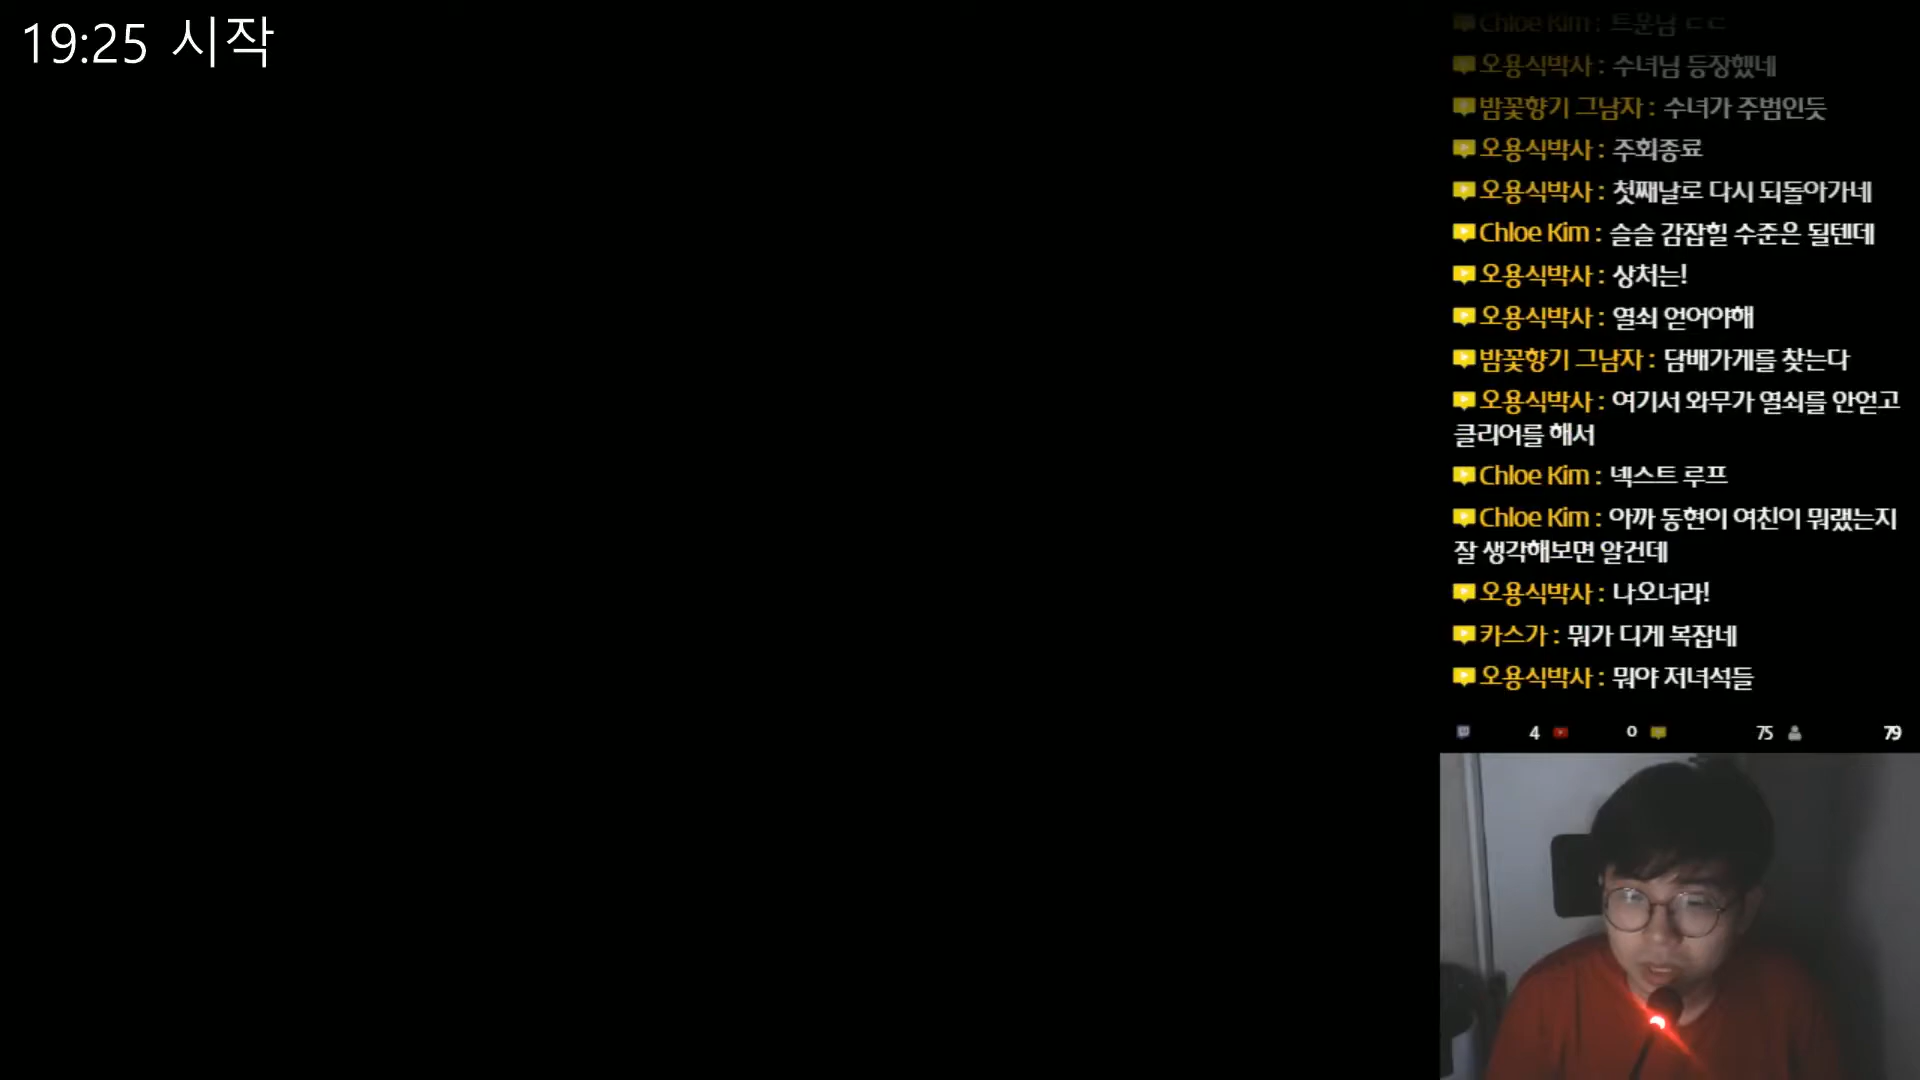 19:25 시작
Chloe Kim : 트운님 ㄷㄷ
오용식박사 : 수녀님 등장했네
밤꽃향기 그남자 : 수녀가 주범인듯
오용식박사 : 주회종료
오용식박사 : 첫째날로 다시 되돌아가네
Chloe Kim : 슬슬 감잡힐 수준은 될텐데
오용식박사 : 상처는!
오용식박사 : 열쇠 얻어야해
밤꽃향기 그남자 : 담배가게를 찾는다
오용식박사 : 여기서 와무가 열쇠를 안얻고
클리어를 해서
Chloe Kim : 넥스트 루프
Chloe Kim : 아까 동현이 여친이 뭐랬는지
잘 생각해보면 알건데
오용식박사 : 나오너라!
카스가 : 뭐가 디게 복잡네
오용식박사 : 뭐야 저녀석들
4 0 75 79